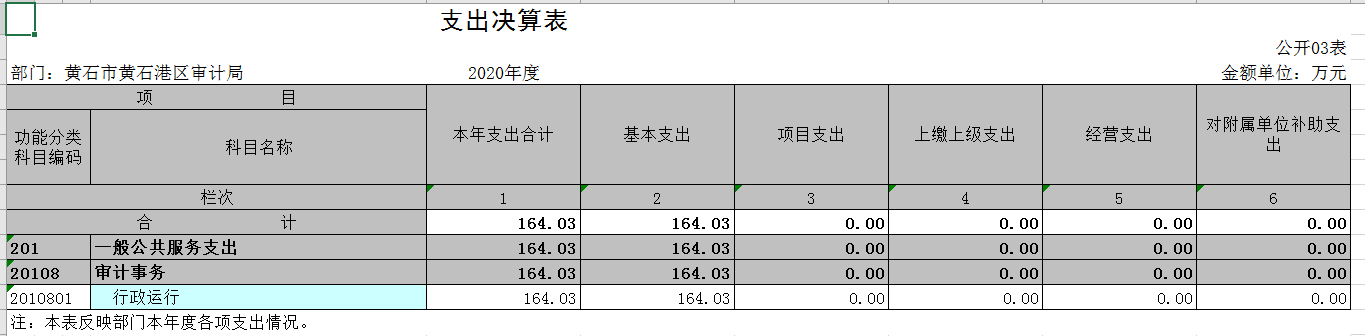 支出决算表
公开03表
部门：黄石市黄石港区审计局 2020年度 金额单位：万元
项 目
功能分类科目编码 科目名称 本年支出合计 基本支出 项目支出 上缴上级支出 经营支出 对附属单位补助支出
栏次 1 2 3 4 5 6
合 计 164.03 164.03 0.00 0.00 0.00 0.00
201 一般公共服务支出 164.03 164.03 0.00 0.00 0.00 0.00
20108 审计事务 164.03 164.03 0.00 0.00 0.00 0.00
2010801 行政运行 164.03 164.03 0.00 0.00 0.00 0.00
注：本表反映部门本年度各项支出情况。